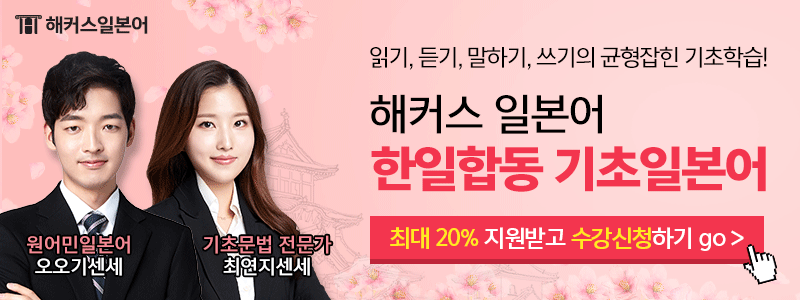 해커스일본어
읽기, 듣기, 말하기, 쓰기의 균형잡힌 기초학습!
해커스 일본어
한일합동 기초일본어
최대 20% 지원받고 수강신청하기 go >
원어민일본어
오오기센세
기초문법 전문가
최연지센세